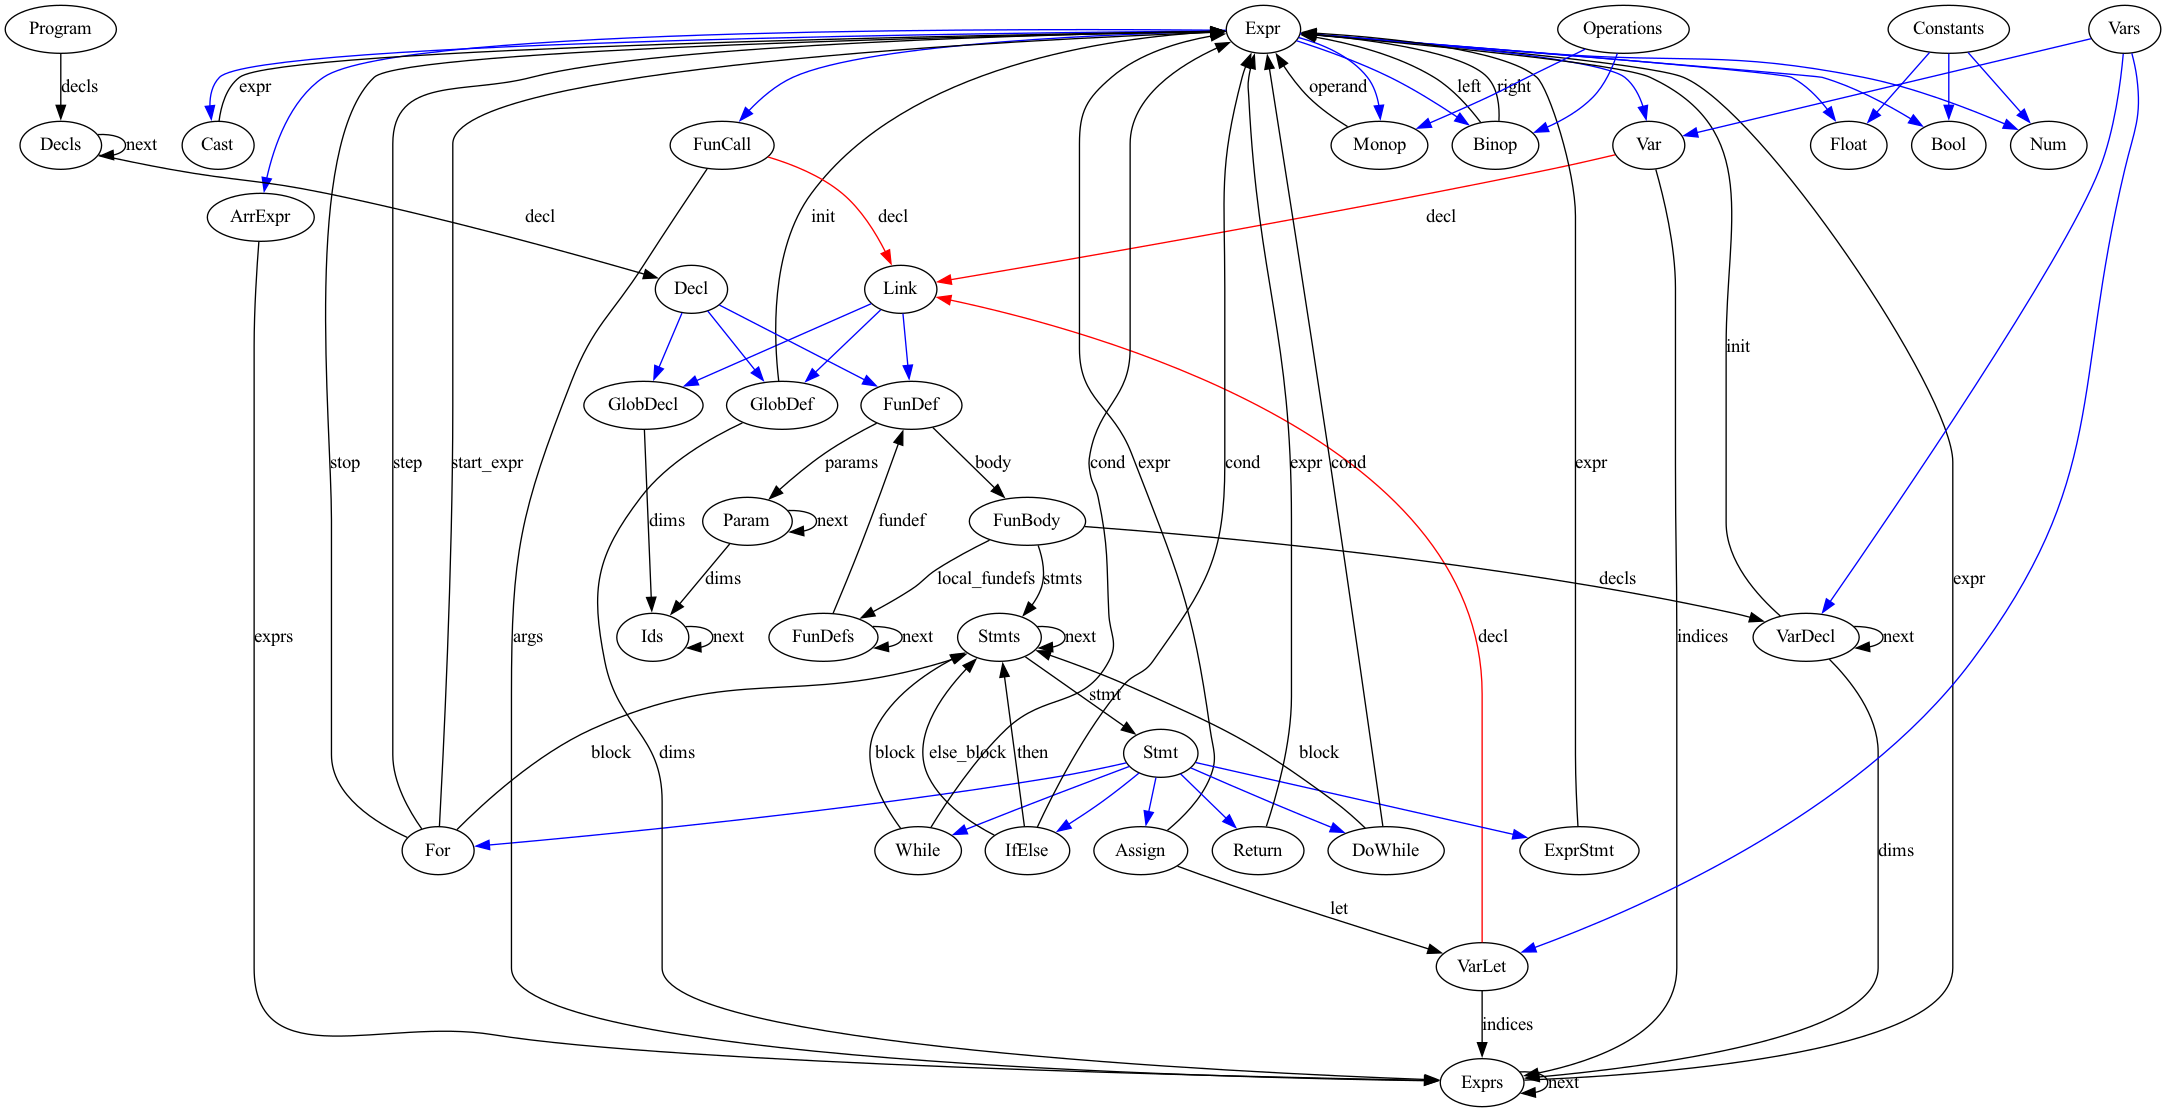 Program
Expr
Operations
Constants
Vars
decls
expr
operand
left
right
Decls
next
Cast
FunCall
Monop
Binop
Var
Float
Bool
Num
ArrExpr
decl
init
decl
decl
Decl
Link
init
GlobDecl
GlobDef
FunDef
stop
step
start_expr
params
body
cond
expr
cond
expr
cond
expr
Param
next
fundef
FunBody
dims
dims
local_fundefs
stmts
decls
expr
exprs
args
Ids
next
FunDefs
next
Stmts
next
decl
indices
VarDecl
next
stmt
block
dims
block
else_block
then
Stmt
block
For
While
IfElse
Assign
Return
DoWhile
ExprStmt
dims
let
VarLet
indices
Exprs
next